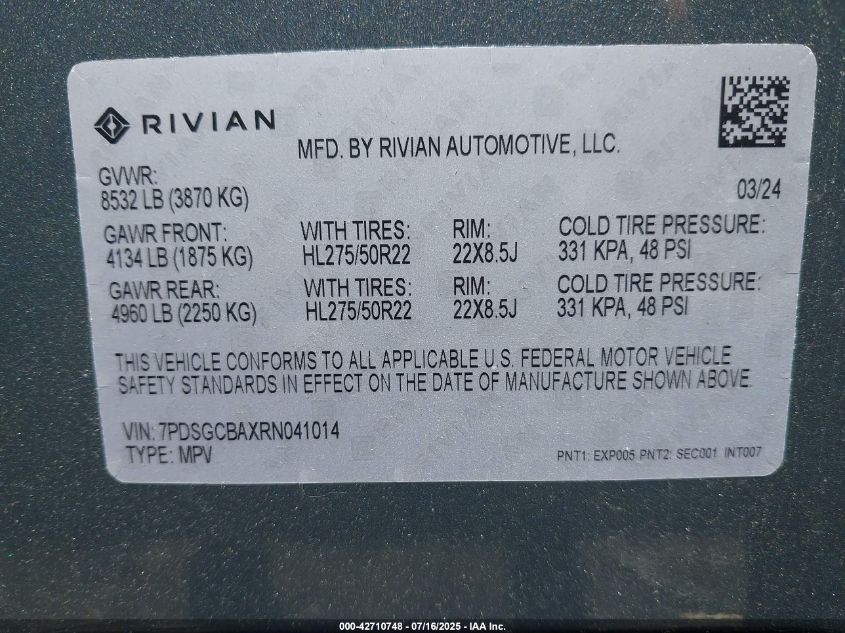 RIVIAN
MFD. BY RIVIAN AUTOMOTIVE, LLC.
GVWR:
8532 LB (3870 KG)
03/24
GAWR FRONT: WITH TIRES: RIM: COLD TIRE PRESSURE:
4134 LB (1875 KG) HL275/50R22 22X8.5J 331 KPA, 48 PSI
GAWR REAR: WITH TIRES: RIM: COLD TIRE PRESSURE:
4960 LB (2250 KG) HL275/50R22 22X8.5J 331 KPA, 48 PSI
THIS VEHICLE CONFORMS TO ALL APPLICABLE U.S. FEDERAL MOTOR VEHICLE
SAFETY STANDARDS IN EFFECT ON THE DATE OF MANUFACTURE SHOWN ABOVE.
VIN: 7PDSGCBAXRN041014
TYPE: MPV
PNT1: EXP005 PNT2: SEC001 INT007
000-42710748 - 07/16/2025 - IAA Inc.